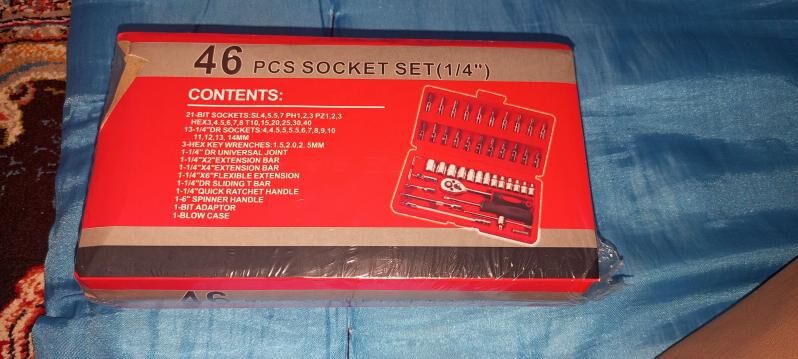 46 PCS SOCKET SET(1/4")
CONTENTS:
21-BIT SOCKETS:SL4,5.5,7 PH1,2,3 PZ1,2,3
HEX3,4,5,6,7,8 T10,15,20,25,30,40
13-1/4"DR SOCKETS:4,4.5,5,5.5,6,7,8,9,10
11,12,13, 14MM
3-HEX KEY WRENCHES:1.5,2.0,2. 5MM
1-1/4" DR UNIVERSAL JOINT
1-1/4"X2"EXTENSION BAR
1-1/4"X4"EXTENSION BAR
1-1/4"X6"FLEXIBLE EXTENSION
1-1/4"DR SLIDING T BAR
1-1/4"QUICK RATCHET HANDLE
1-6" SPINNER HANDLE
1-BIT ADAPTOR
1-BLOW CASE
46